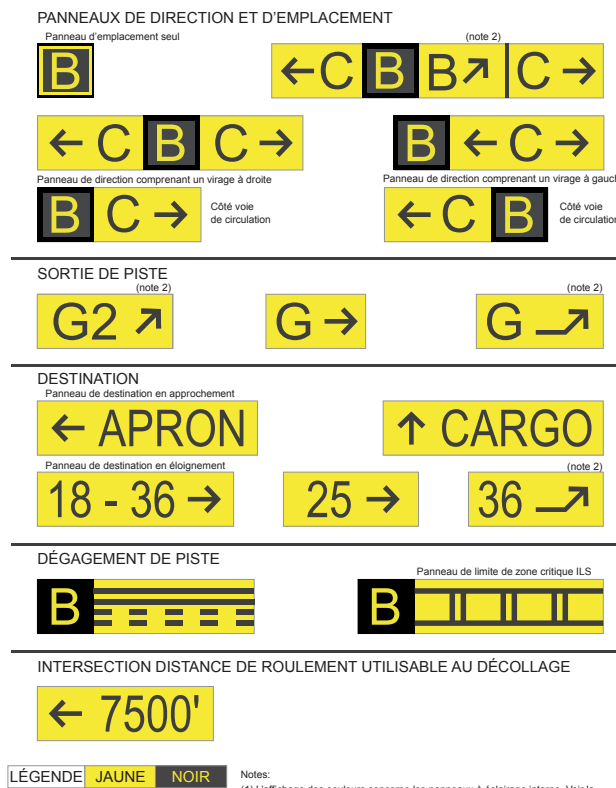 PANNEAUX DE DIRECTION ET D'EMPLACEMENT
Panneau d'emplacement seul
(note 2)
B
←C B B↗ C →
← C B C →
B ← C →
Panneau de direction comprenant un virage à droite
Panneau de direction comprenant un virage à gauch
B C →
Côté voie
de circulation
← C B
Côté voie
de circulation
SORTIE DE PISTE
(note 2)
(note 2)
G2 ↗
G →
G
DESTINATION
Panneau de destination en approchement
← APRON
↑ CARGO
Panneau de destination en éloignement
(note 2)
18 - 36 →
25 →
36
DÉGAGEMENT DE PISTE
Panneau de limite de zone critique ILS
B
B
INTERSECTION DISTANCE DE ROULEMENT UTILISABLE AU DÉCOLLAGE
← 7500'
LÉGENDE JAUNE NOIR
Notes: